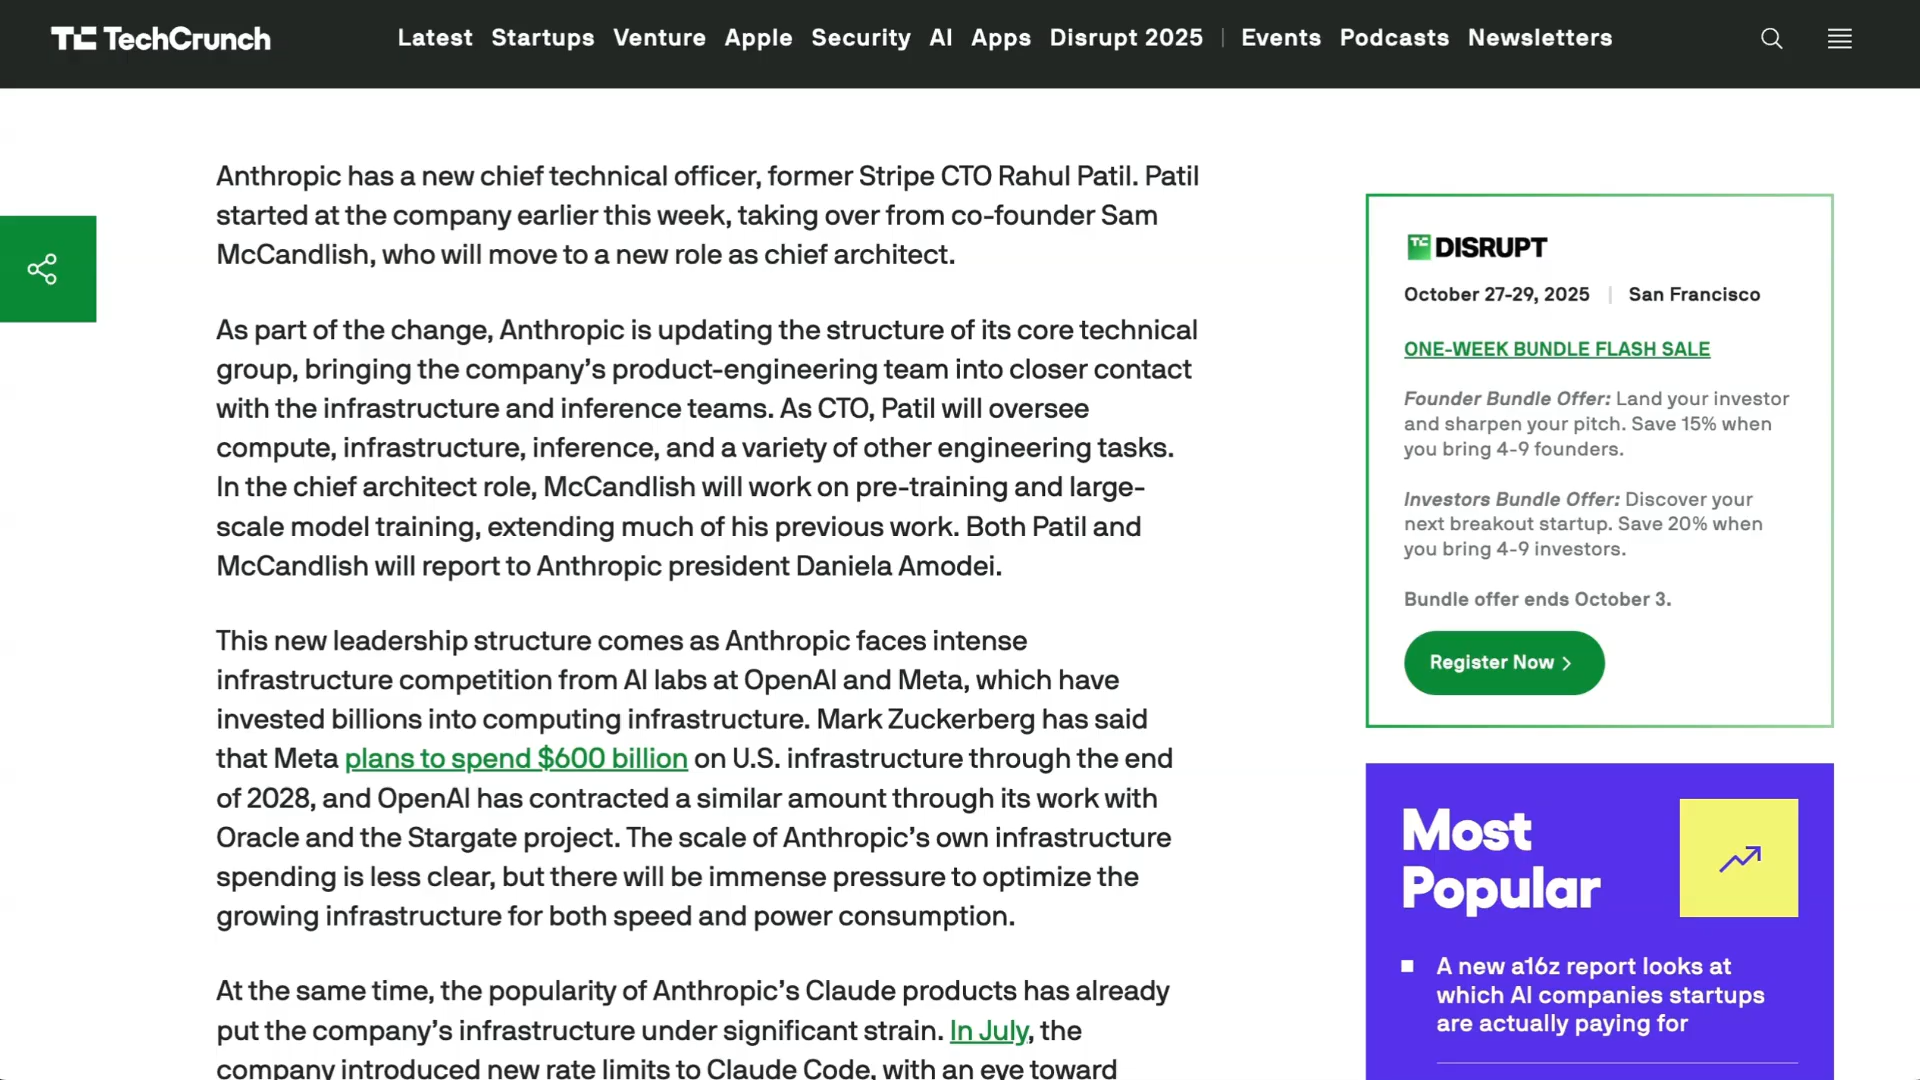 TechCrunch
Latest Startups Venture Apple Security AI Apps Disrupt 2025 | Events Podcasts Newsletters
Anthropic has a new chief technical officer, former Stripe CTO Rahul Patil. Patil
started at the company earlier this week, taking over from co-founder Sam
McCandlish, who will move to a new role as chief architect.
As part of the change, Anthropic is updating the structure of its core technical
group, bringing the company’s product-engineering team into closer contact
with the infrastructure and inference teams. As CTO, Patil will oversee
compute, infrastructure, inference, and a variety of other engineering tasks.
In the chief architect role, McCandlish will work on pre-training and large-
scale model training, extending much of his previous work. Both Patil and
McCandlish will report to Anthropic president Daniela Amodei.
This new leadership structure comes as Anthropic faces intense
infrastructure competition from AI labs at OpenAI and Meta, which have
invested billions into computing infrastructure. Mark Zuckerberg has said
that Meta plans to spend $600 billion on U.S. infrastructure through the end
of 2028, and OpenAI has contracted a similar amount through its work with
Oracle and the Stargate project. The scale of Anthropic’s own infrastructure
spending is less clear, but there will be immense pressure to optimize the
growing infrastructure for both speed and power consumption.
At the same time, the popularity of Anthropic’s Claude products has already
put the company’s infrastructure under significant strain. In July, the
company introduced new rate limits to Claude Code, with an eye toward
TC DISRUPT
October 27-29, 2025 | San Francisco
ONE-WEEK BUNDLE FLASH SALE
Founder Bundle Offer: Land your investor
and sharpen your pitch. Save 15% when
you bring 4-9 founders.
Investors Bundle Offer: Discover your
next breakout startup. Save 20% when
you bring 4-9 investors.
Bundle offer ends October 3.
Register Now
Most
Popular
A new a16z report looks at
which AI companies startups
are actually paying for